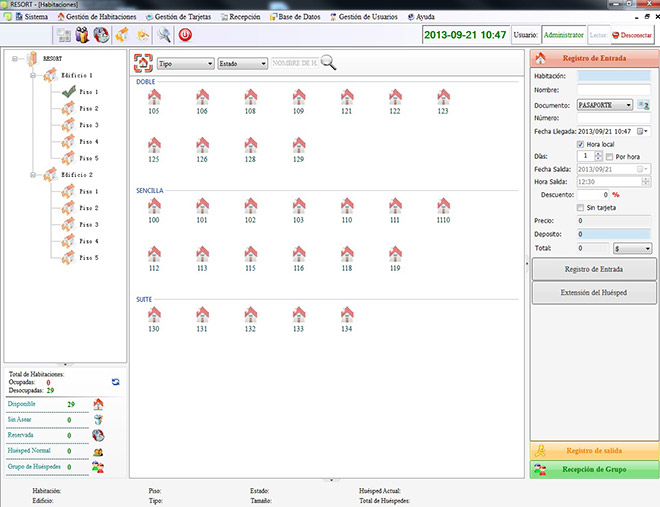 RESORT - [Habitaciones]
Sistema Gestión de Habitaciones Gestión de Tarjetas Recepción Base de Datos Gestión de Usuarios Ayuda
2013-09-21 10:47 Usuario: Administrator Lector Desconectar
RESORT
Edificio 1
Piso 1
Piso 2
Piso 3
Piso 4
Piso 5
Edificio 2
Piso 1
Piso 2
Piso 3
Piso 4
Piso 5
Total de Habitaciones:
Ocupadas: 0
Desocupadas: 29
Disponible 29
Sin Asear 0
Reservada 0
Huésped Normal 0
Grupo de Huéspedes 0
Tipo Estado NOMBRE DE H.
DOBLE
105 106 108 109 121 122 123
125 126 128 129
SENCILLA
100 101 102 103 110 111 1110
112 113 115 116 118 119
SUITE
130 131 132 133 134
Registro de Entrada
Habitación:
Nombre:
Documento: PASAPORTE
Número:
Fecha Llegada: 2013/09/21 10:47
Hora local
Días: 1 Por hora
Fecha Salida: 2013/09/21
Hora Salida: 12:30
Descuento: 0 %
Sin tarjeta
Precio: 0
Deposito: 0
Total: 0 $
Registro de Entrada
Extensión del Huésped
Registro de salida
Recepción de Grupo
Habitación: Piso: Estado: Huésped Actual:
Edificio: Tipo: Tamaño: Total de Huéspedes: